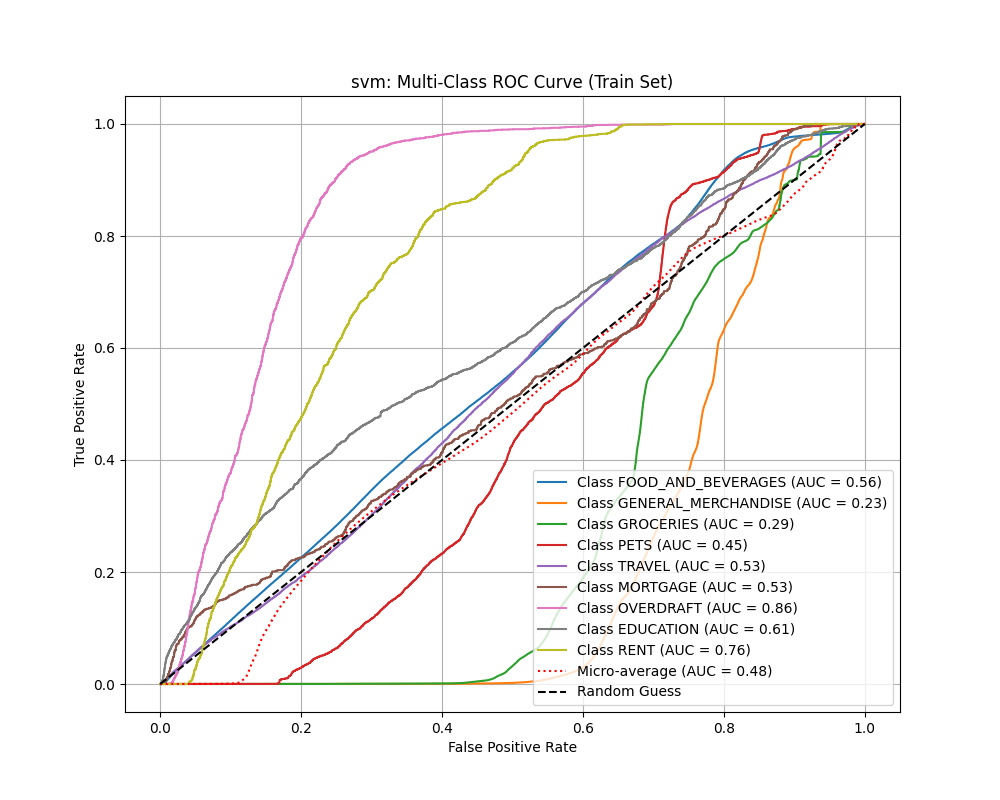 svm: Multi-Class ROC Curve (Train Set)
True Positive Rate
1.0
0.8
0.6
0.4
0.2
0.0
Class FOOD_AND_BEVERAGES (AUC = 0.56)
Class GENERAL_MERCHANDISE (AUC = 0.23)
Class GROCERIES (AUC = 0.29)
Class PETS (AUC = 0.45)
Class TRAVEL (AUC = 0.53)
Class MORTGAGE (AUC = 0.53)
Class OVERDRAFT (AUC = 0.86)
Class EDUCATION (AUC = 0.61)
Class RENT (AUC = 0.76)
Micro-average (AUC = 0.48)
Random Guess
0.0 0.2 0.4 0.6 0.8 1.0
False Positive Rate